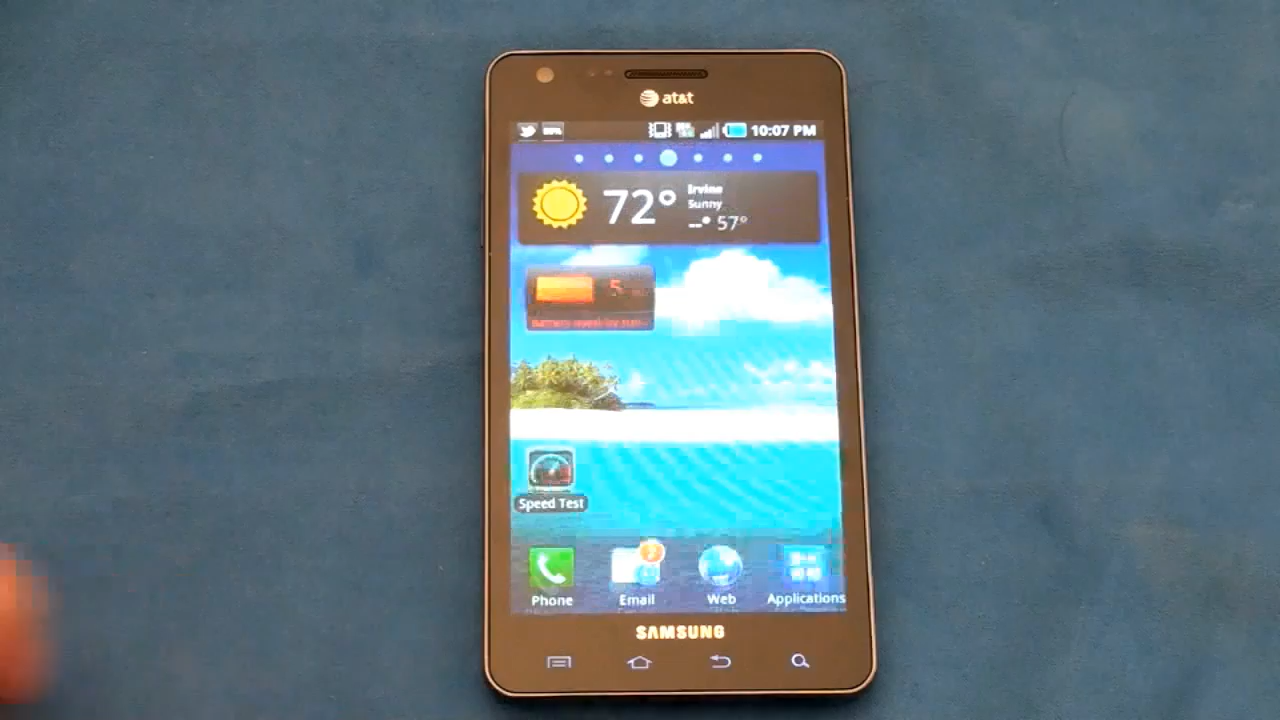 at&t
10:07 PM
72°
Irvine
Sunny
--° 57°
Speed Test
Phone
Email
Web
Applications
SAMSUNG